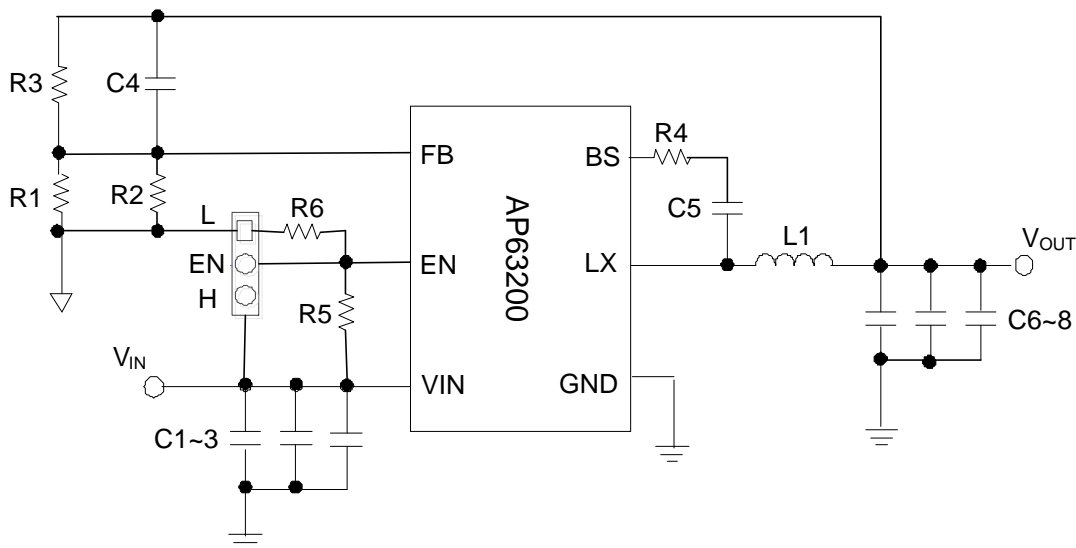 R3
C4
R1
R2
L
EN
H
R6
R5
FB
EN
VIN
AP63200
BS
LX
GND
R4
C5
L1
VOUT
C6~8
VIN
C1~3